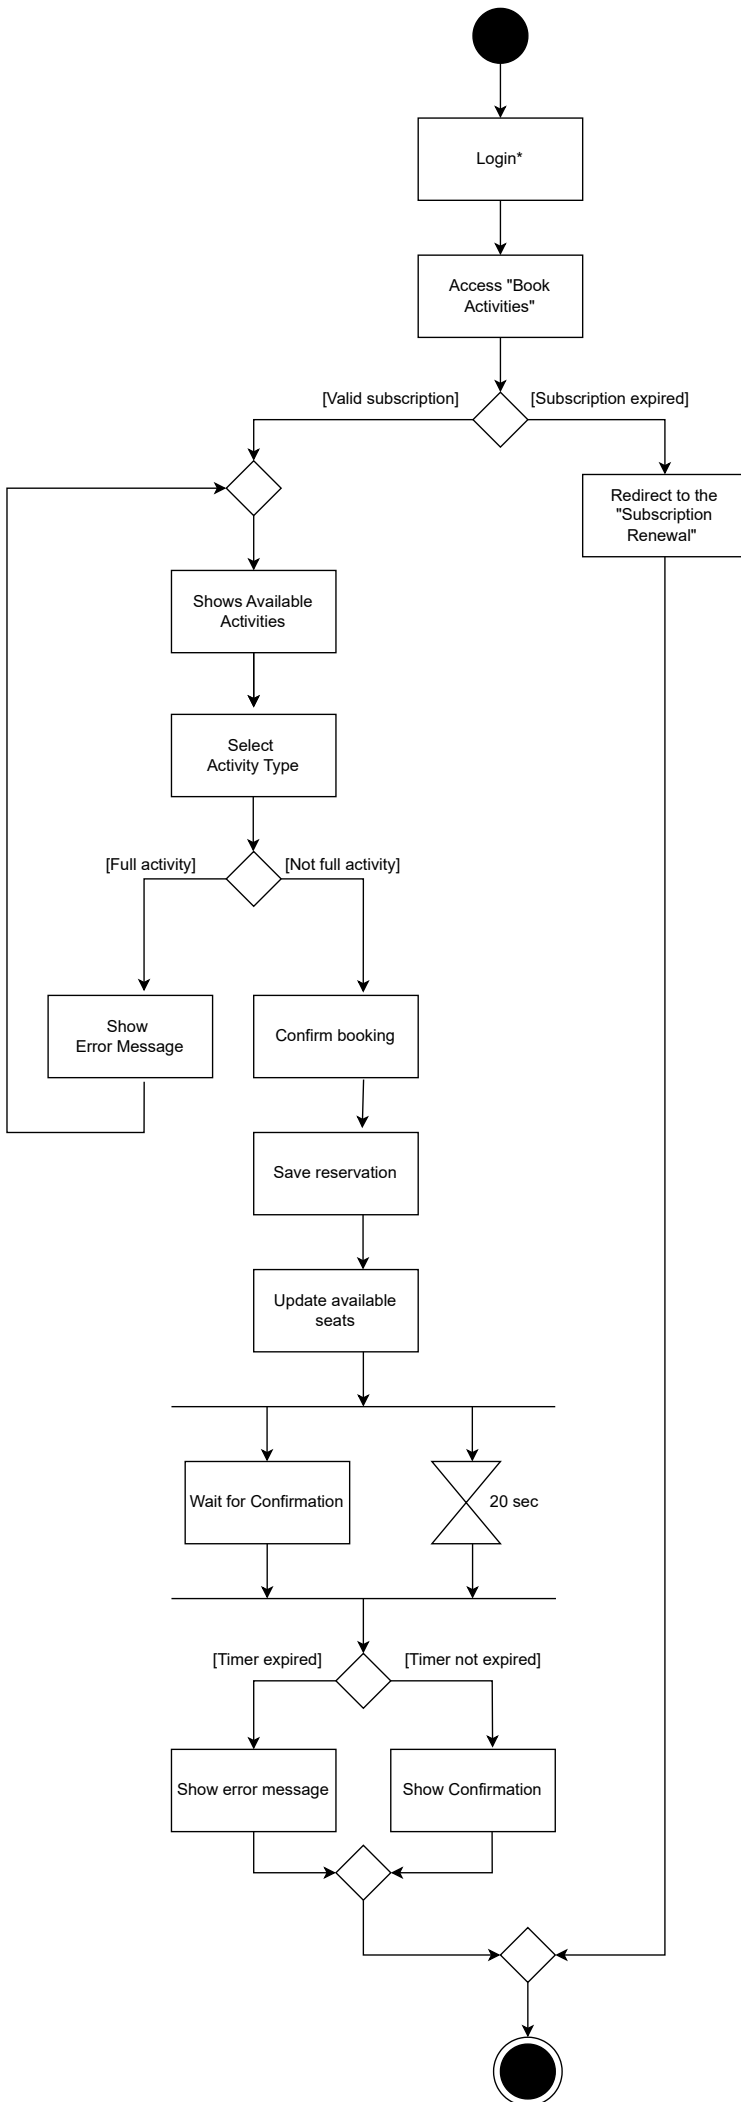 Login*
Access "Book
Activities"
[Valid subscription]
[Subscription expired]
Redirect to the
"Subscription
Renewal"
Shows Available
Activities
Select
Activity Type
[Full activity]
[Not full activity]
Show
Error Message
Confirm booking
Save reservation
Update available
seats
Wait for Confirmation
20 sec
[Timer expired]
[Timer not expired]
Show error message
Show Confirmation